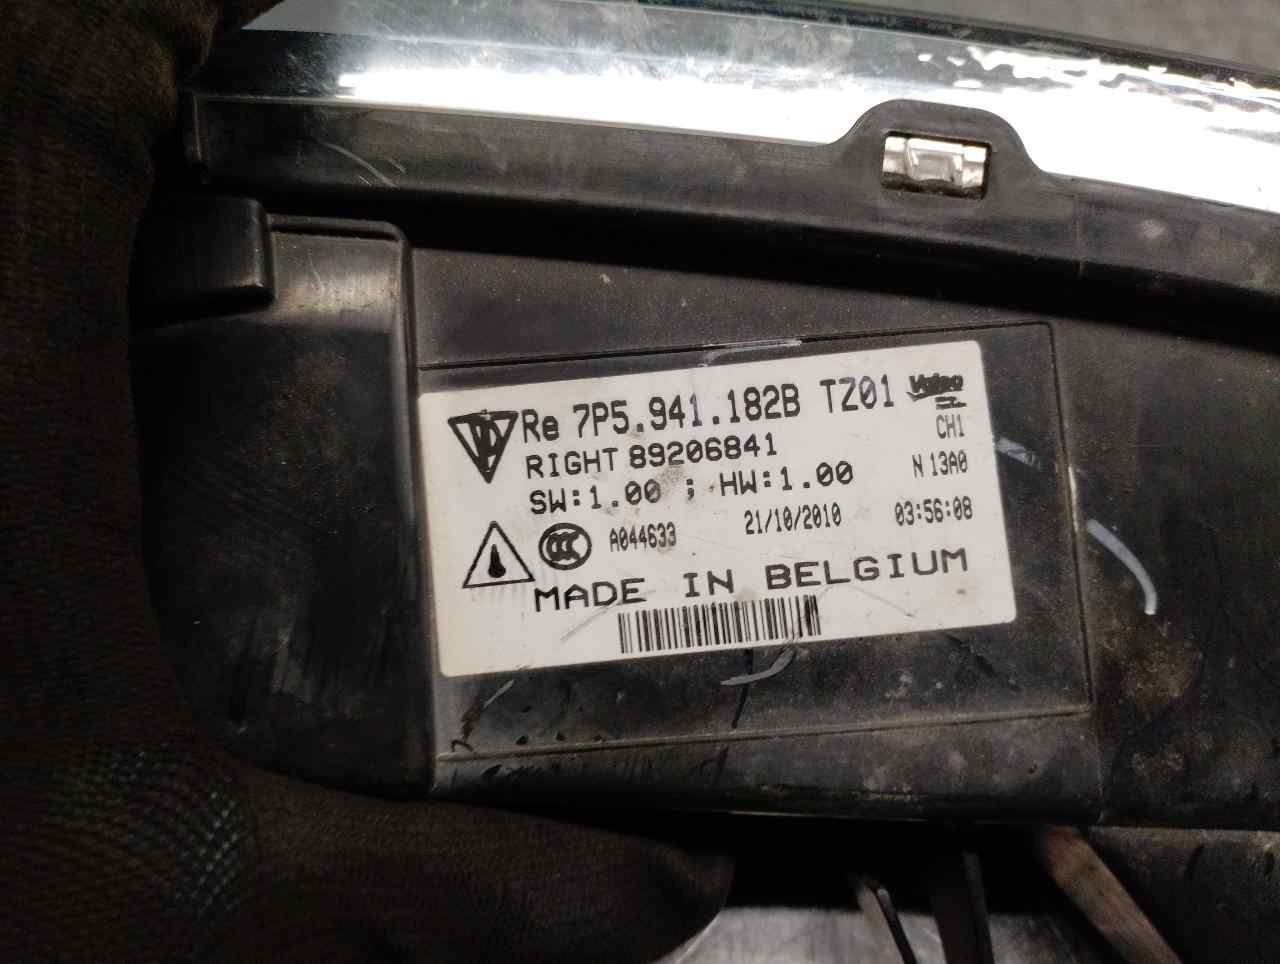 Re 7P5.941.182B TZ01 Valeo
RIGHT 89206841 CH1
SW:1.00 ; HW:1.00 N 13A0
A044633 21/10/2010 03:56:08
MADE IN BELGIUM